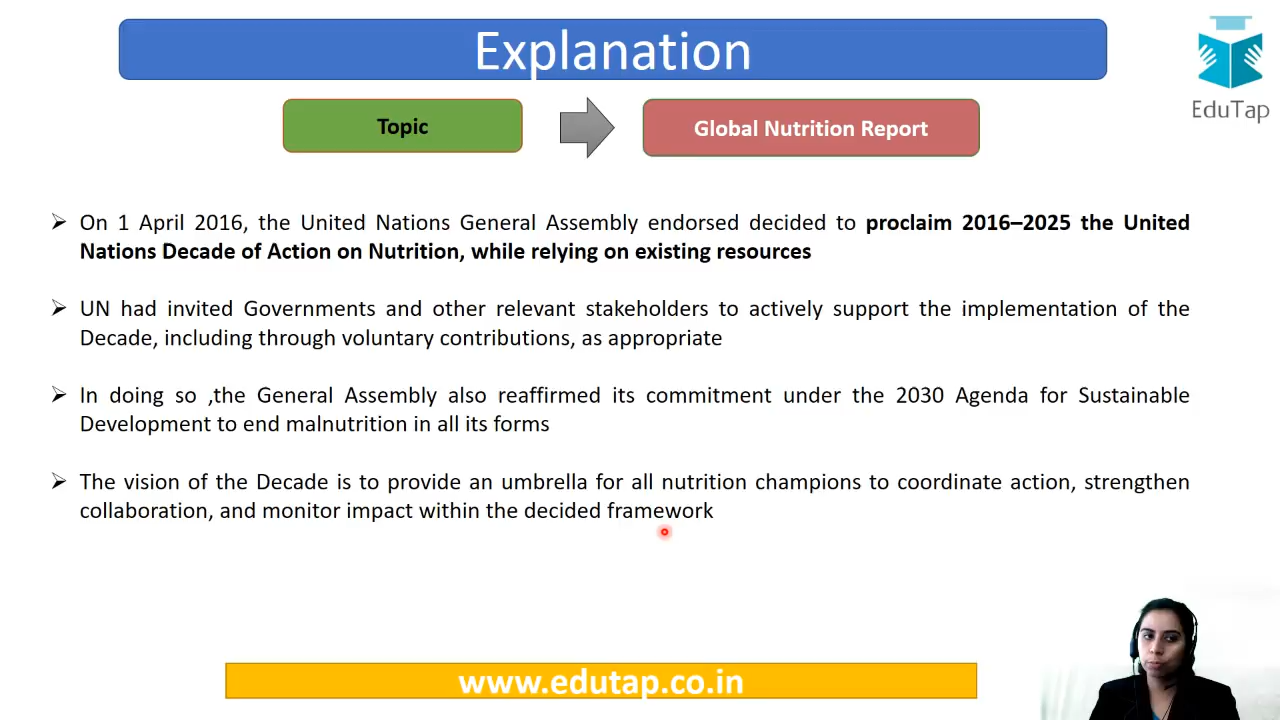 Explanation
EduTap
Topic
Global Nutrition Report
On 1 April 2016, the United Nations General Assembly endorsed decided to proclaim 2016–2025 the United
Nations Decade of Action on Nutrition, while relying on existing resources
UN had invited Governments and other relevant stakeholders to actively support the implementation of the
Decade, including through voluntary contributions, as appropriate
In doing so ,the General Assembly also reaffirmed its commitment under the 2030 Agenda for Sustainable
Development to end malnutrition in all its forms
The vision of the Decade is to provide an umbrella for all nutrition champions to coordinate action, strengthen
collaboration, and monitor impact within the decided framework
www.edutap.co.in